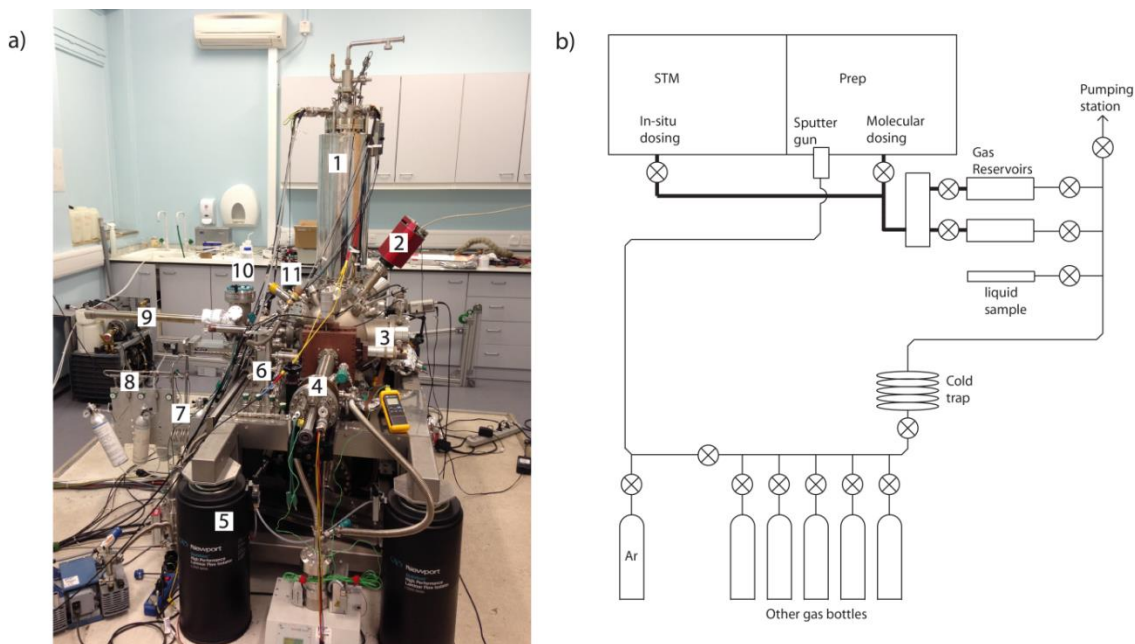 a)
1
2
3
4
5
6
7
8
9
10
11
Newport
b)
STM
Prep
In-situ
dosing
Sputter
gun
Molecular
dosing
Pumping
station
Gas
Reservoirs
liquid
sample
Cold
trap
Ar
Other gas bottles